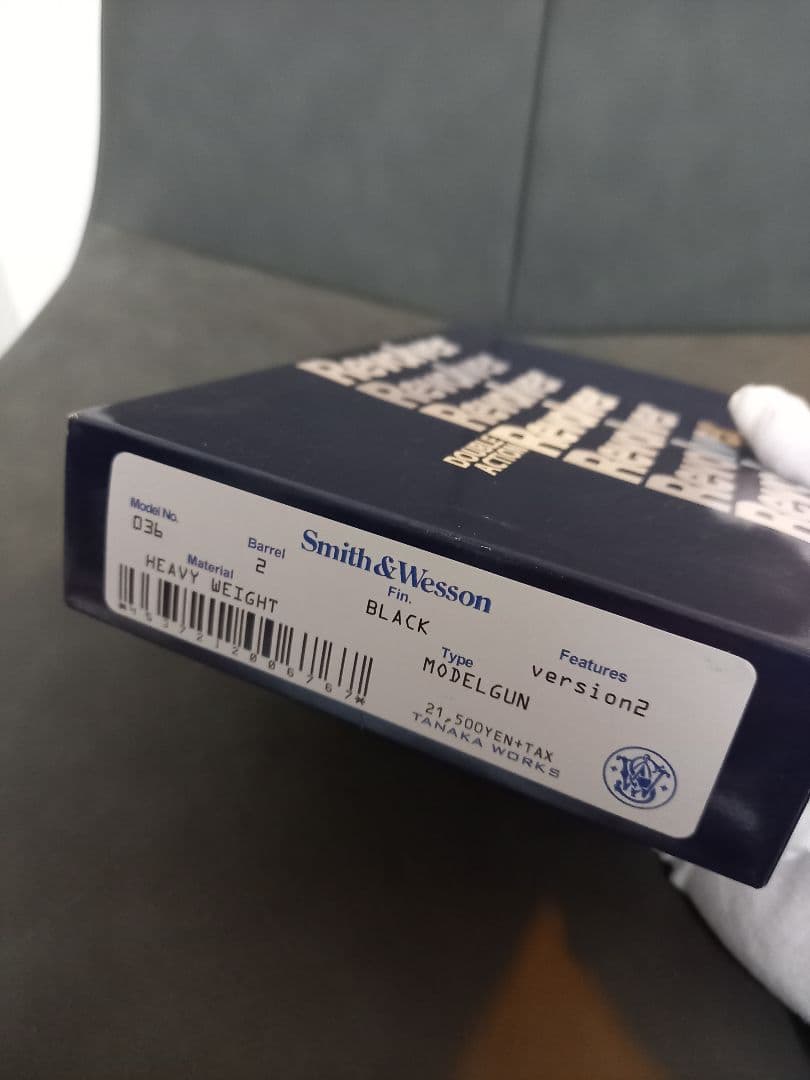 Revolver
Revolver
Revolver
DOUBLE
ACTION
Revolver
Revolver
Smith & Wesson
Model No.
036
Barrel
2
Fin.
BLACK
Features
version2
Material
HEAVY WEIGHT
Type
MODELGUN
21,500YEN+TAX
TANAKA WORKS